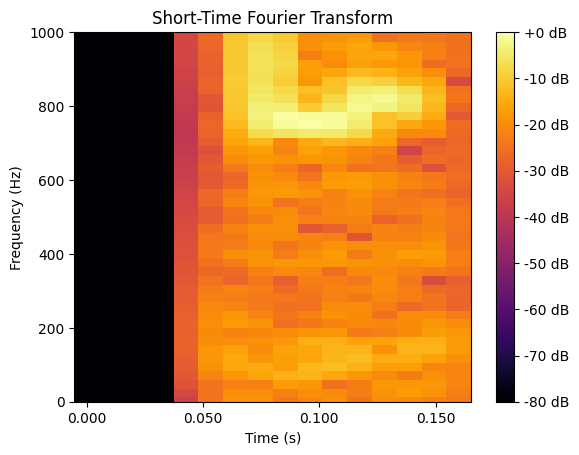 Short-Time Fourier Transform
1000
800
600
400
200
0
Frequency (Hz)
0.000
0.050
0.100
0.150
Time (s)
+0 dB
-10 dB
-20 dB
-30 dB
-40 dB
-50 dB
-60 dB
-70 dB
-80 dB